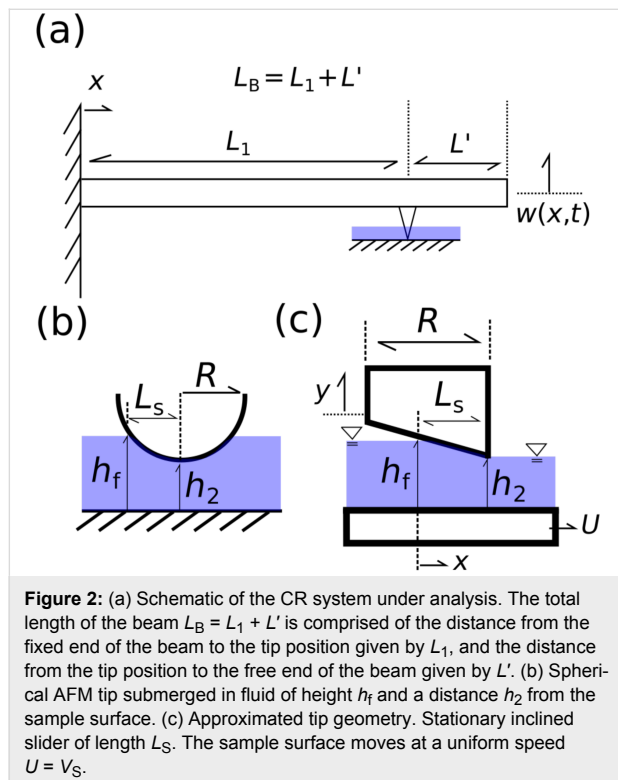 (a)
x
L_B = L_1 + L'
L_1
L'
w(x,t)
(b)
(c)
R
L_s
R
y
L_s
h_f
h_2
h_f
h_2
U
x
Figure 2: (a) Schematic of the CR system under analysis. The total
length of the beam L_B = L_1 + L' is comprised of the distance from the
fixed end of the beam to the tip position given by L_1, and the distance
from the tip position to the free end of the beam given by L'. (b) Spheri-
cal AFM tip submerged in fluid of height h_f and a distance h_2 from the
sample surface. (c) Approximated tip geometry. Stationary inclined
slider of length L_S. The sample surface moves at a uniform speed
U = V_S.